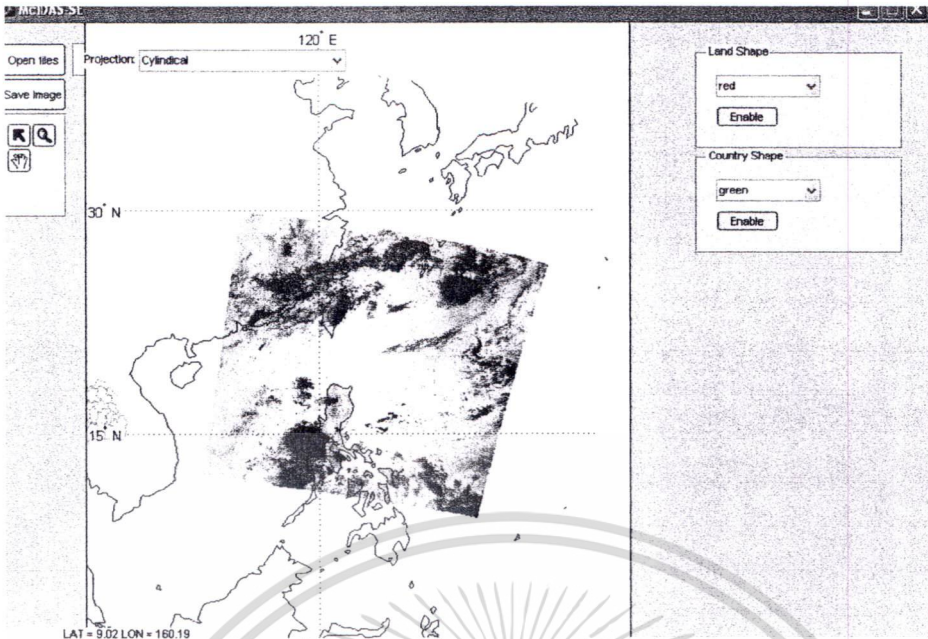 MCIDAS-SE
120° E
Open files
Projection: Cylindical
Save Image
Land Shape
red
Enable
Country Shape
green
Enable
30° N
15° N
LAT = 9.02 LON = 160.19